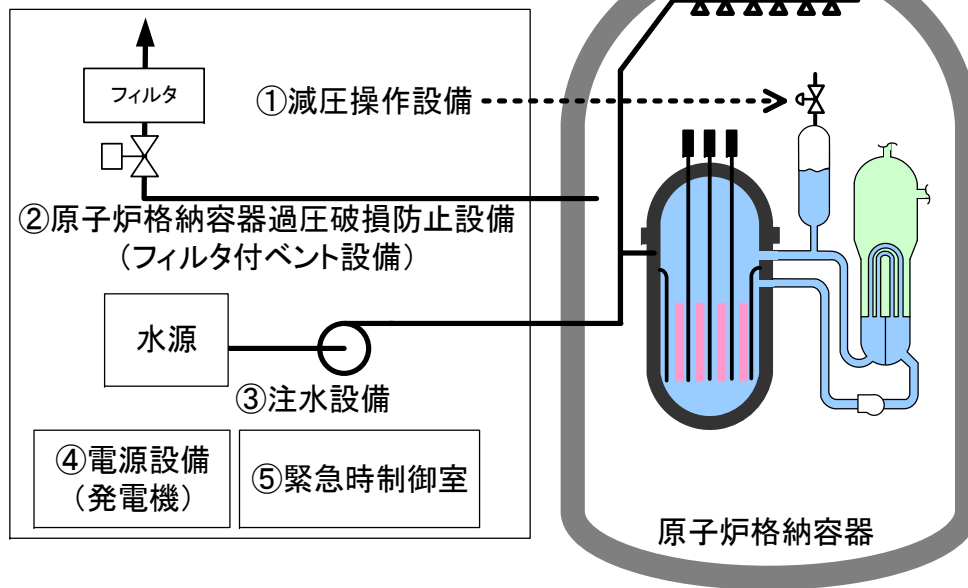 フィルタ
①減圧操作設備
②原子炉格納容器過圧破損防止設備
（フィルタ付ベント設備）
水源
③注水設備
④電源設備
（発電機）
⑤緊急時制御室
原子炉格納容器